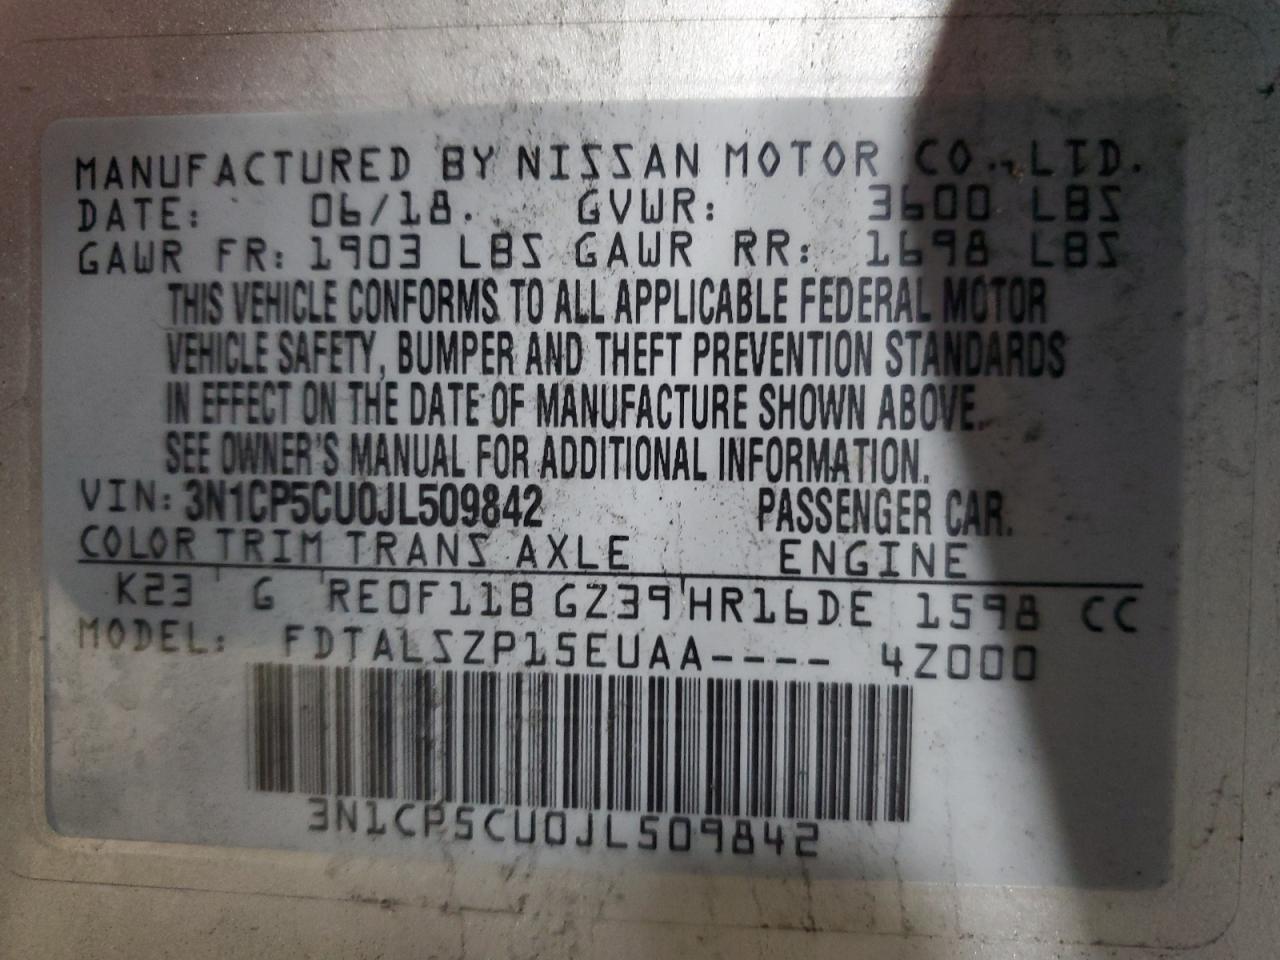 MANUFACTURED BY NISSAN MOTOR CO., LTD.
DATE: 06/18. GVWR: 3600 LBS
GAWR FR: 1903 LBS GAWR RR: 1698 LBS
THIS VEHICLE CONFORMS TO ALL APPLICABLE FEDERAL MOTOR
VEHICLE SAFETY, BUMPER AND THEFT PREVENTION STANDARDS
IN EFFECT ON THE DATE OF MANUFACTURE SHOWN ABOVE.
SEE OWNER'S MANUAL FOR ADDITIONAL INFORMATION.
VIN: 3N1CP5CU0JL509842 PASSENGER CAR.
COLOR TRIM TRANS AXLE ENGINE
K23 G RE0F11B GZ39 HR16DE 1598 CC
MODEL: FDTALSZP15EUAA---- 4Z000
3N1CP5CU0JL509842